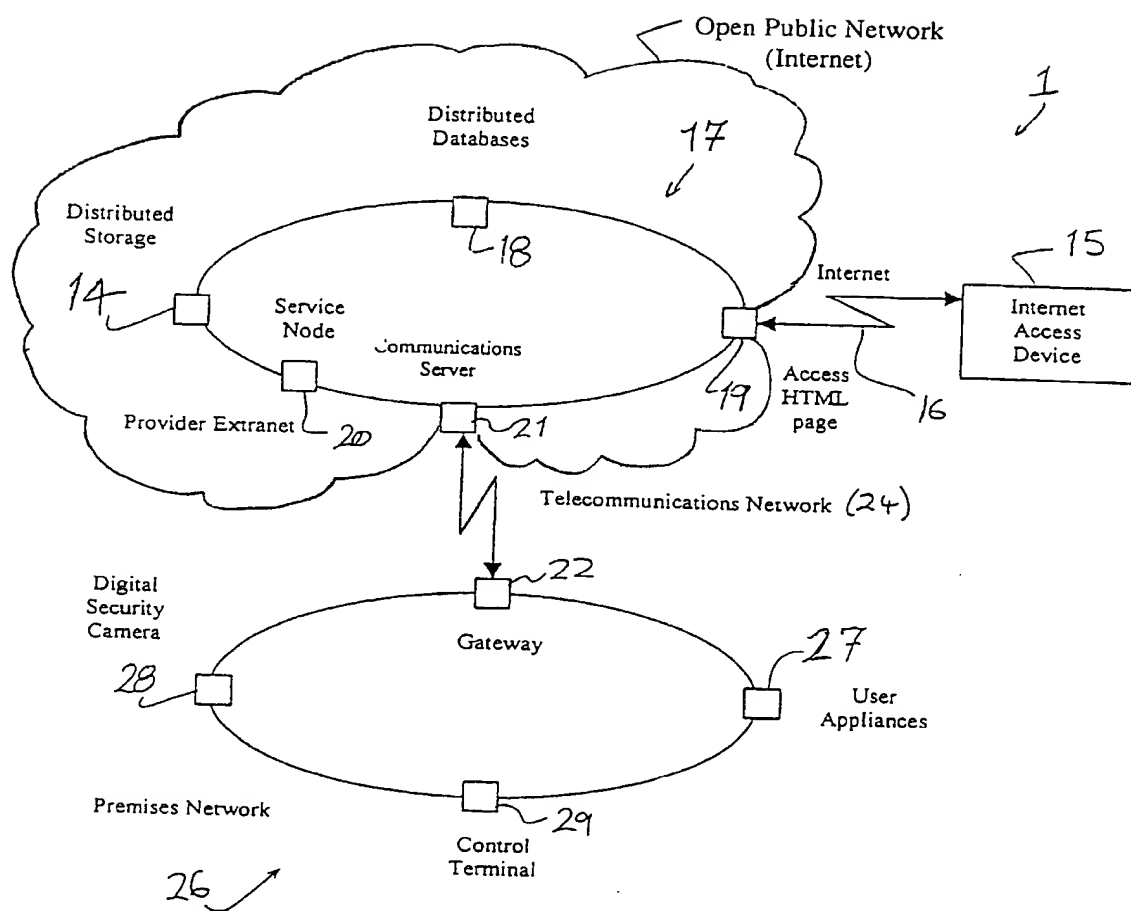 Open Public Network
(Internet)
1
Distributed
Databases
17
Distributed
Storage
18
15
Internet
14
Service
Node
Internet
Access
Device
Communications
Server
19
Access
HTML
page
16
Provider Extranet
20
21
Telecommunications Network (24)
22
Digital
Security
Camera
Gateway
27
28
User
Appliances
Premises Network
29
Control
Terminal
26